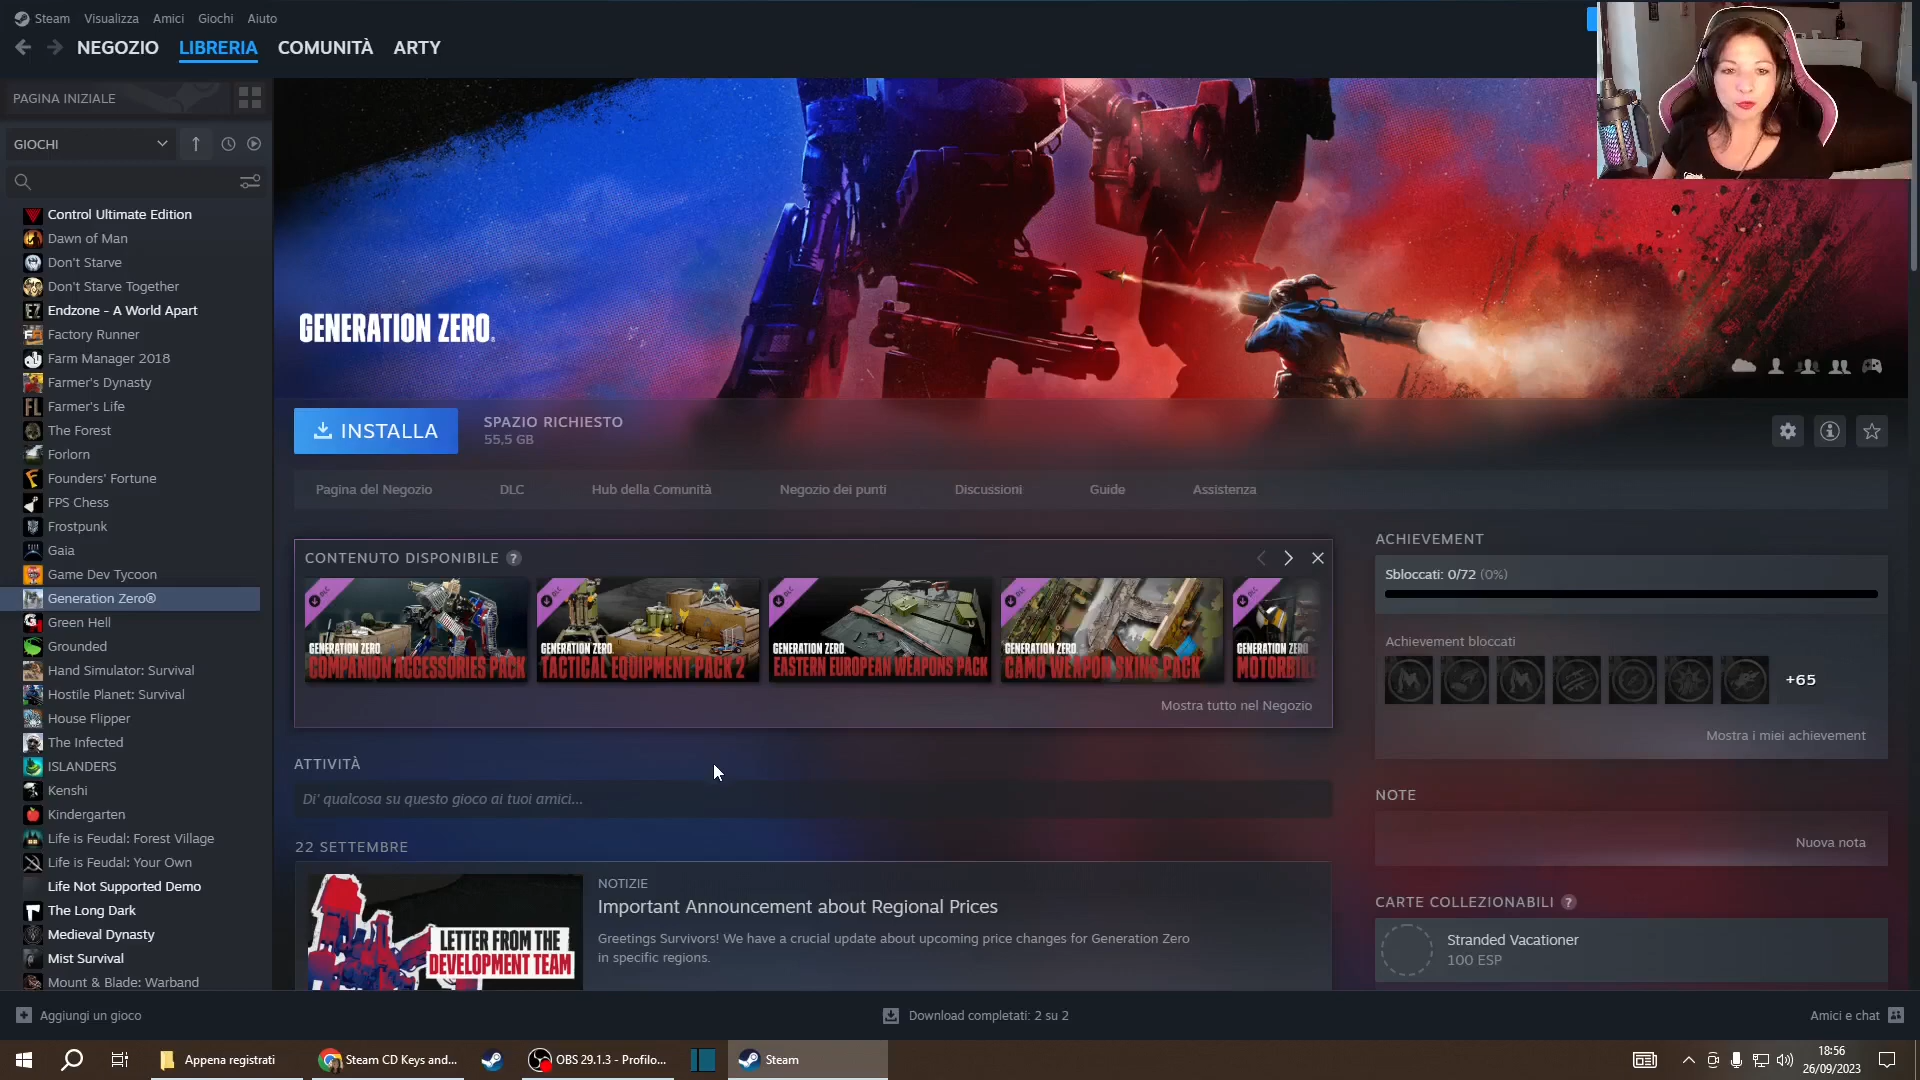 Steam Visualizza Amici Giochi Aiuto
NEGOZIO LIBRERIA COMUNITÀ ARTY
PAGINA INIZIALE
GIOCHI
Control Ultimate Edition
Dawn of Man
Don't Starve
Don't Starve Together
Endzone - A World Apart
Factory Runner
Farm Manager 2018
Farmer's Dynasty
Farmer's Life
The Forest
Forlorn
Founders' Fortune
FPS Chess
Frostpunk
Gaia
Game Dev Tycoon
Generation Zero®
Green Hell
Grounded
Hand Simulator: Survival
Hostile Planet: Survival
House Flipper
The Infected
ISLANDERS
Kenshi
Kindergarten
Life is Feudal: Forest Village
Life is Feudal: Your Own
Life Not Supported Demo
The Long Dark
Medieval Dynasty
Mist Survival
Mount & Blade: Warband
GENERATION ZERO®
INSTALLA
SPAZIO RICHIESTO
55,5 GB
Pagina del Negozio DLC Hub della Comunità Negozio dei punti Discussioni Guide Assistenza
CONTENUTO DISPONIBILE ?
DLC DLC DLC DLC DLC
GENERATION ZERO GENERATION ZERO GENERATION ZERO GENERATION ZERO GENERATION ZERO
COMPANION ACCESSORIES PACK TACTICAL EQUIPMENT PACK 2 EASTERN EUROPEAN WEAPONS PACK CAMO WEAPON SKINS PACK MOTORBIKE
Mostra tutto nel Negozio
ATTIVITÀ
Di' qualcosa su questo gioco ai tuoi amici...
22 SETTEMBRE
LETTER FROM THE
DEVELOPMENT TEAM
NOTIZIE
Important Announcement about Regional Prices
Greetings Survivors! We have a crucial update about upcoming price changes for Generation Zero
in specific regions.
ACHIEVEMENT
Sbloccati: 0/72 (0%)
Achievement bloccati
+65
Mostra i miei achievement
NOTE
Nuova nota
CARTE COLLEZIONABILI ?
Stranded Vacationer
100 ESP
Aggiungi un gioco Download completati: 2 su 2 Amici e chat
Appena registrati Steam CD Keys and... OBS 29.1.3 - Profilo... Steam
18:56
26/09/2023